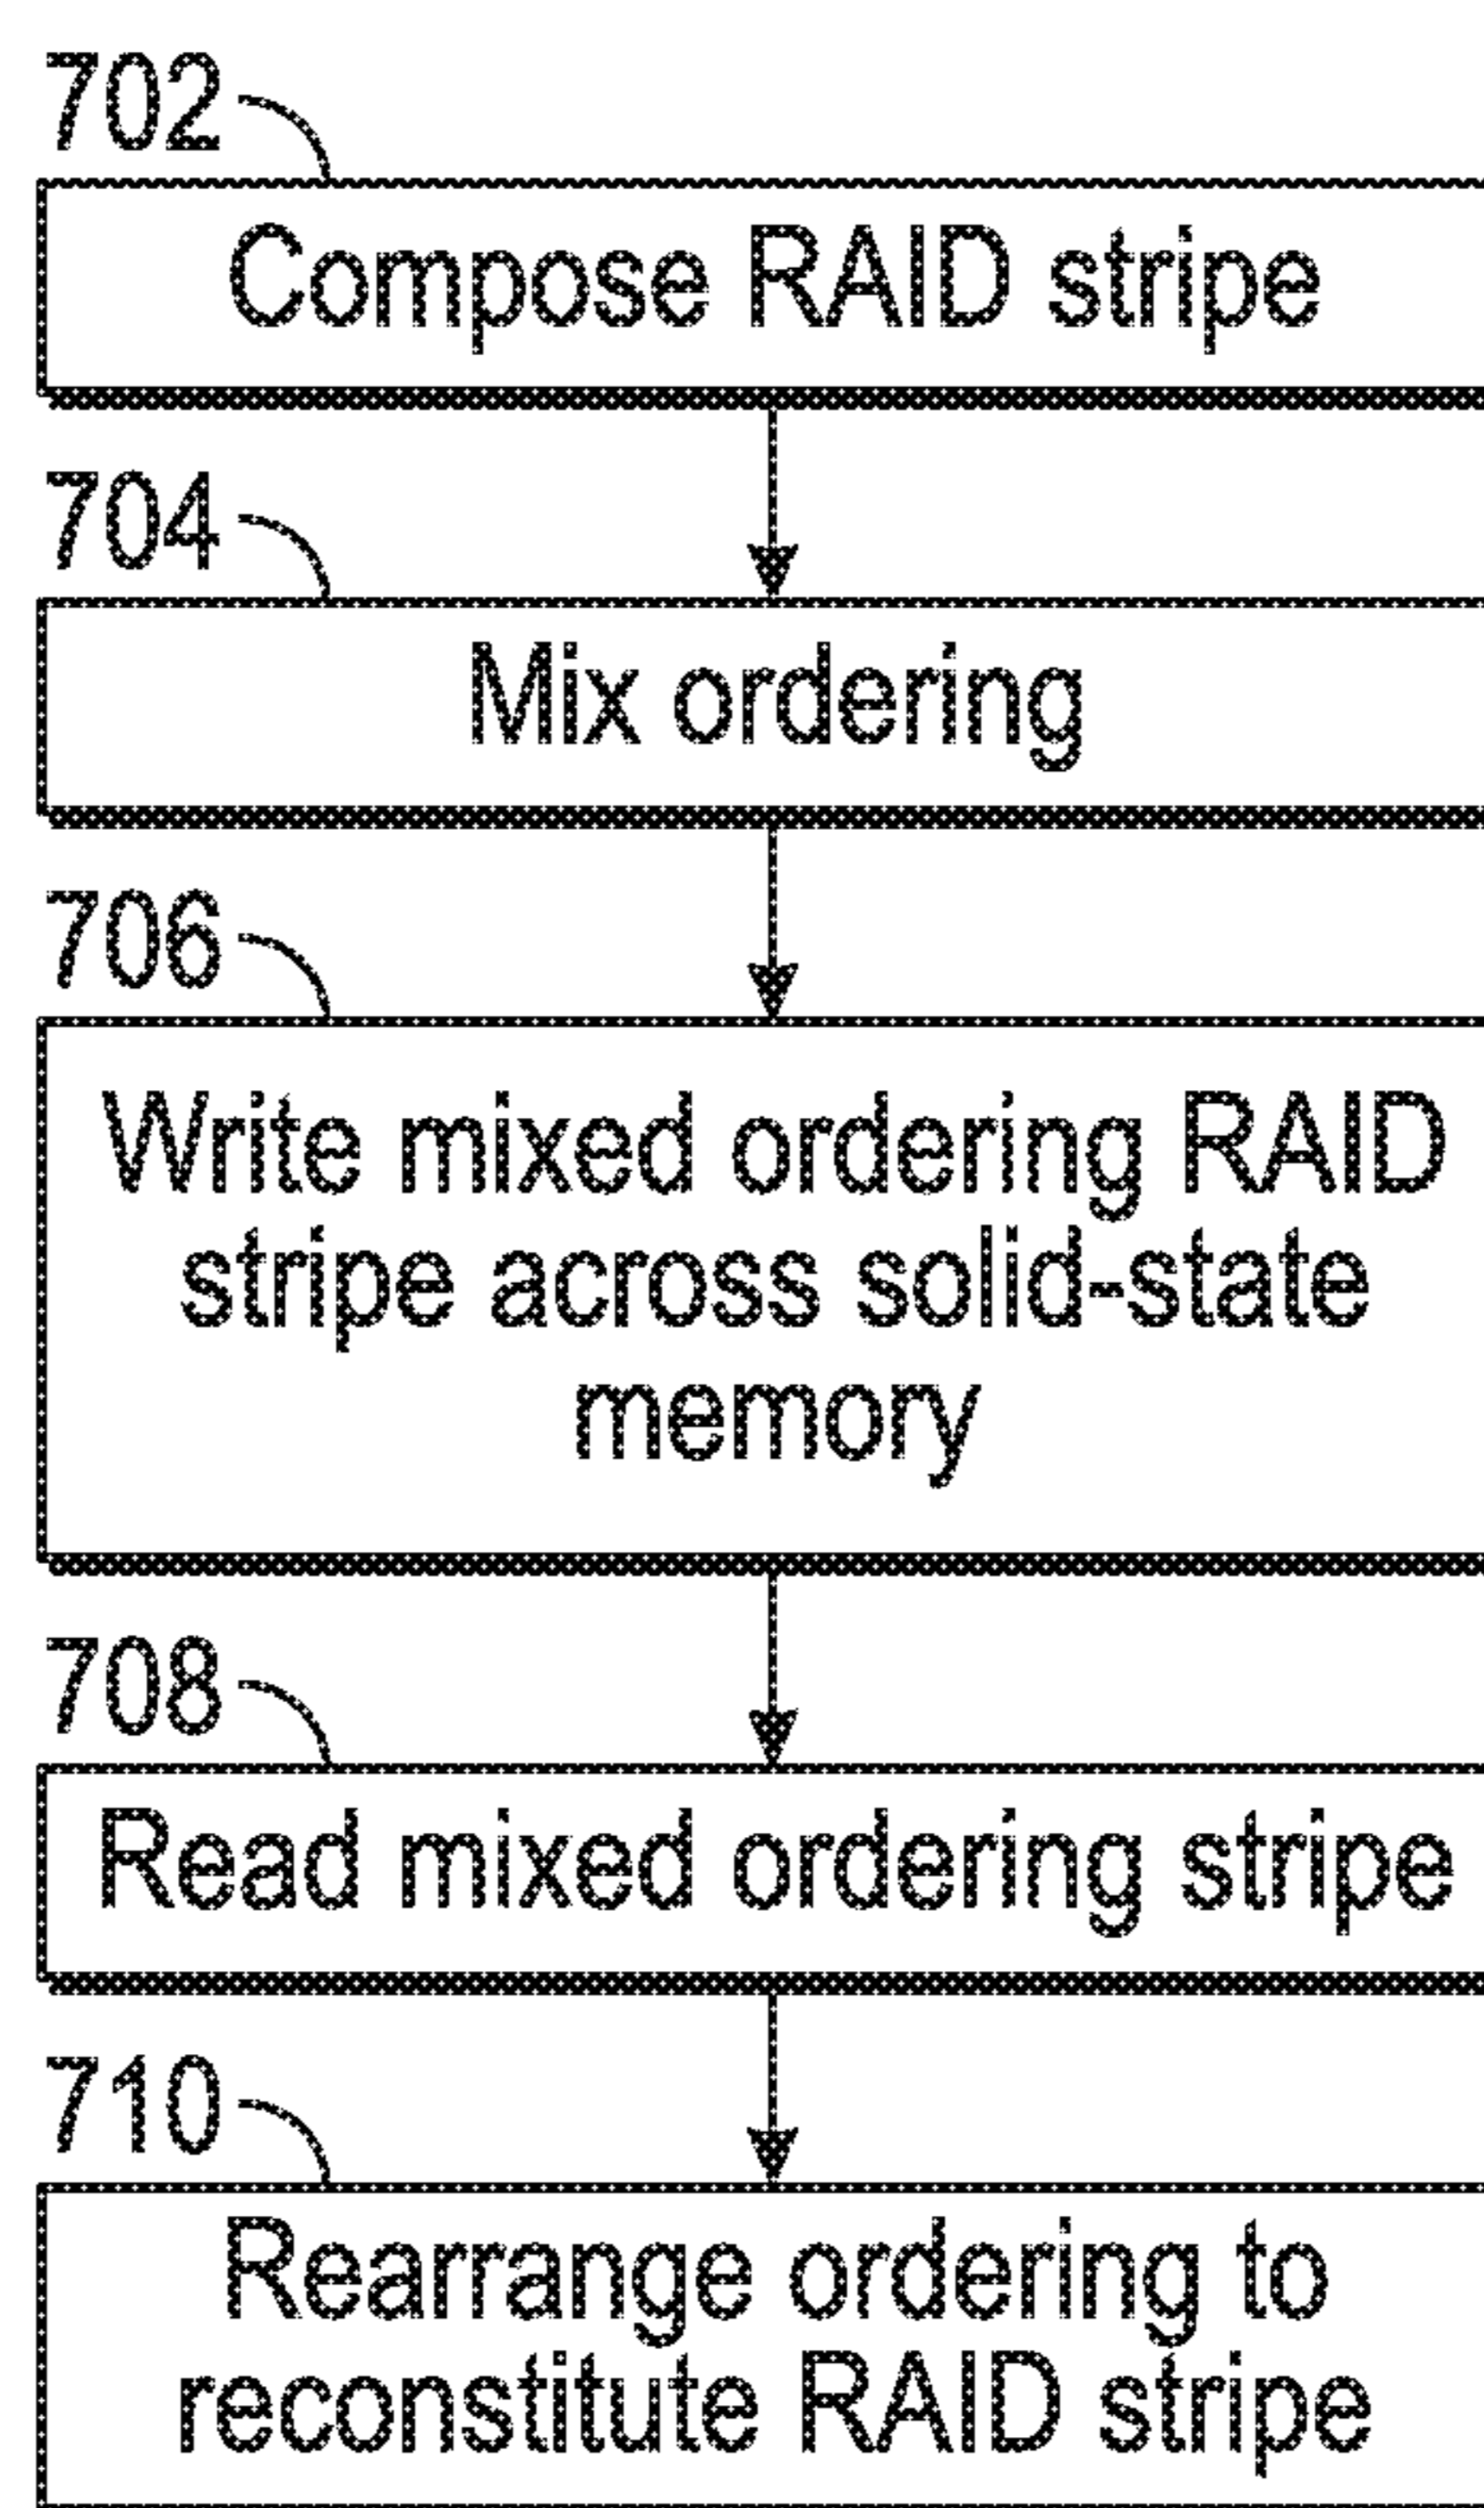 702
Compose RAID stripe
704
Mix ordering
706
Write mixed ordering RAID
stripe across solid-state
memory
708
Read mixed ordering stripe
710
Rearrange ordering to
reconstitute RAID stripe